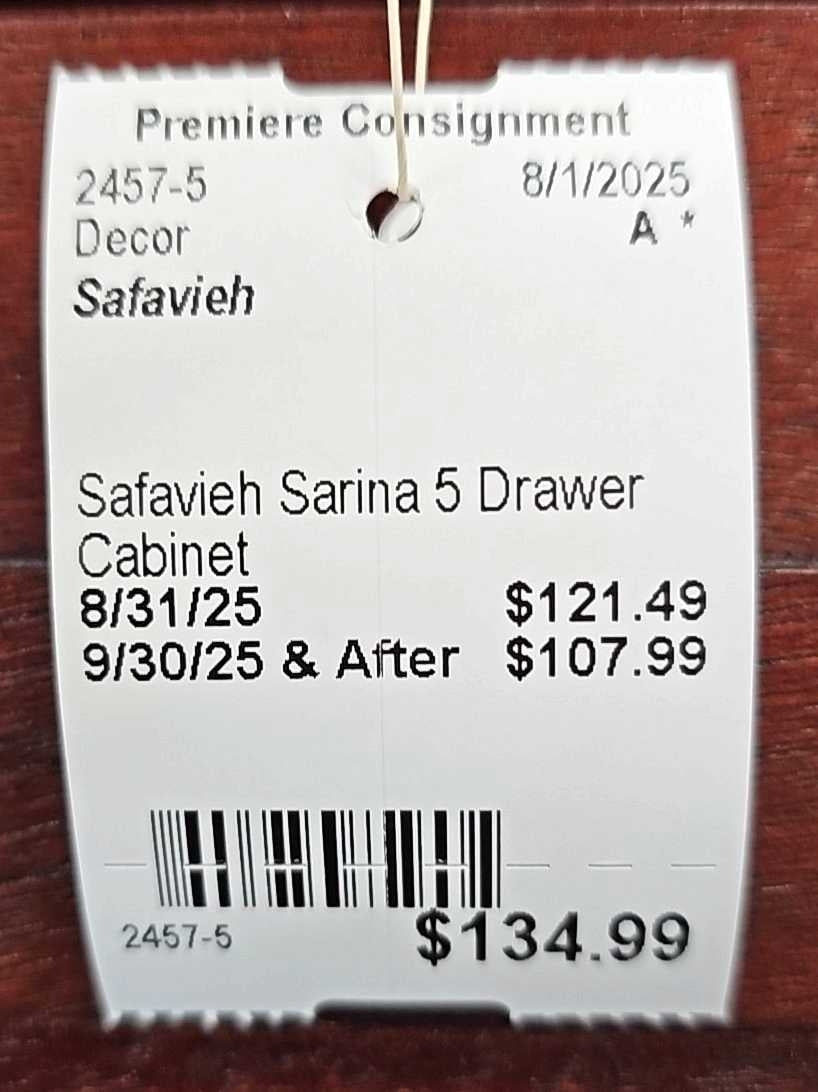 Premiere Consignment
2457-5 8/1/2025
Decor A *
Safavieh
Safavieh Sarina 5 Drawer
Cabinet
8/31/25 $121.49
9/30/25 & After $107.99
2457-5 $134.99